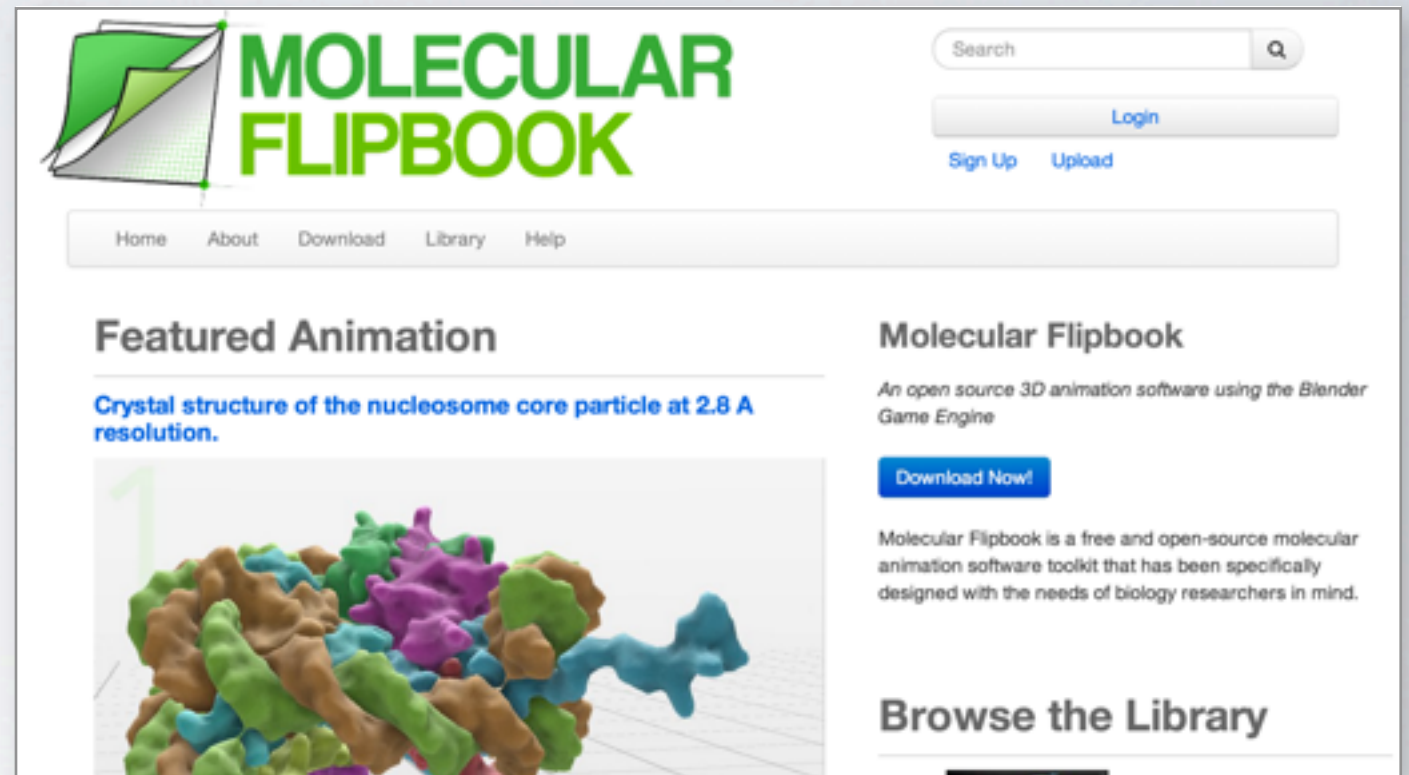 MOLECULAR
FLIPBOOK
Search
Login
Sign Up Upload
Home About Download Library Help
Featured Animation
Crystal structure of the nucleosome core particle at 2.8 A
resolution.
1
Molecular Flipbook
An open source 3D animation software using the Blender
Game Engine
Download Now!
Molecular Flipbook is a free and open-source molecular
animation software toolkit that has been specifically
designed with the needs of biology researchers in mind.
Browse the Library